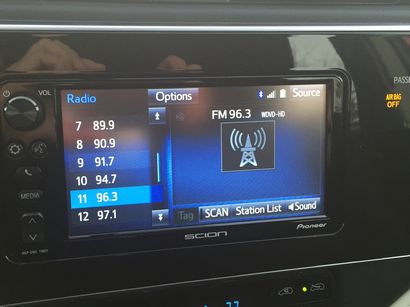 Radio Options Source
VOL
PASSE
AIR BAG
OFF
FM 96.3 WDVD-HD
7 89.9
8 90.9
9 91.7
10 94.7
11 96.3
12 97.1
MEDIA
Tag SCAN Station List Sound
SCION
Pioneer